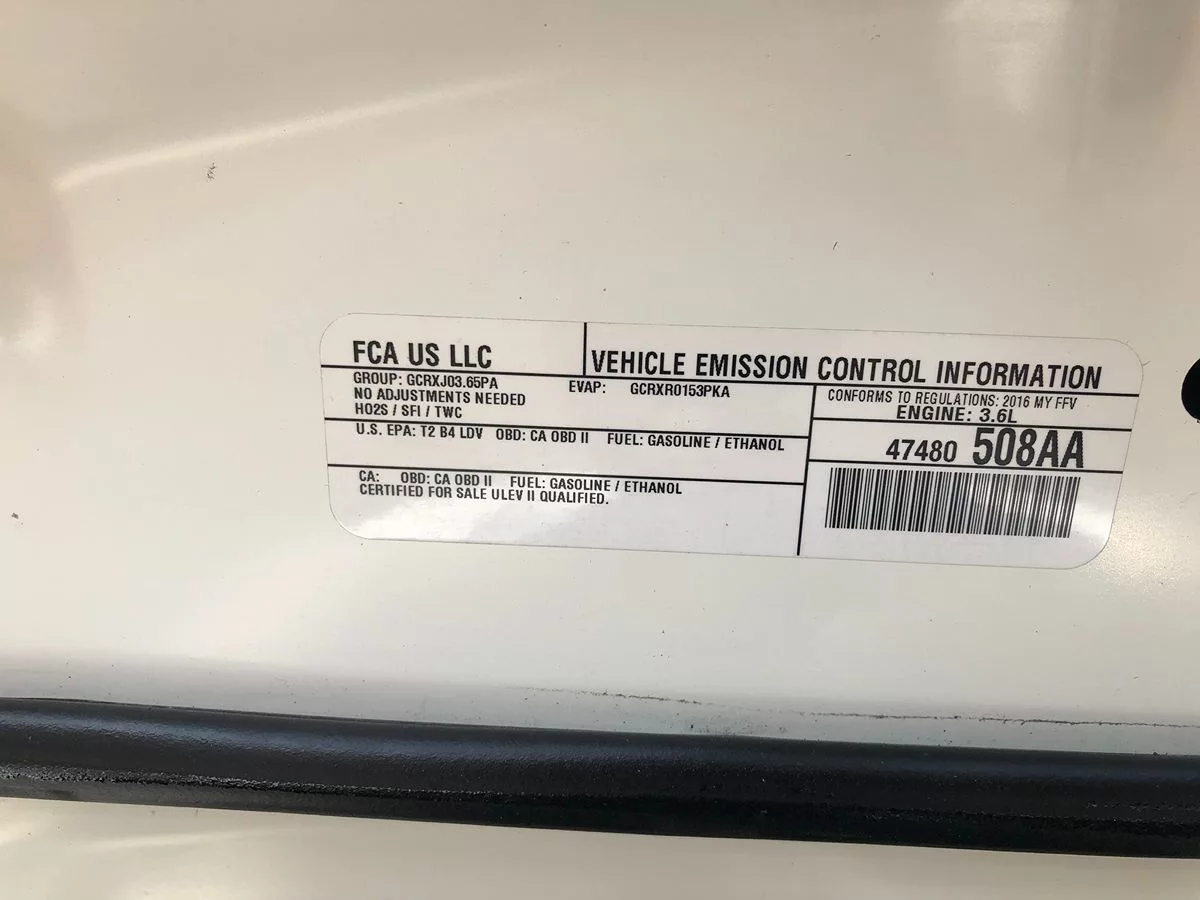 FCA US LLC
VEHICLE EMISSION CONTROL INFORMATION
GROUP: GCRXJ03.65PA
EVAP: GCRXR0153PKA
NO ADJUSTMENTS NEEDED
HO2S / SFI / TWC
CONFORMS TO REGULATIONS: 2016 MY FFV
ENGINE: 3.6L
U.S. EPA: T2 B4 LDV OBD: CA OBD II FUEL: GASOLINE / ETHANOL
47480 508AA
CA: OBD: CA OBD II FUEL: GASOLINE / ETHANOL
CERTIFIED FOR SALE ULEV II QUALIFIED.